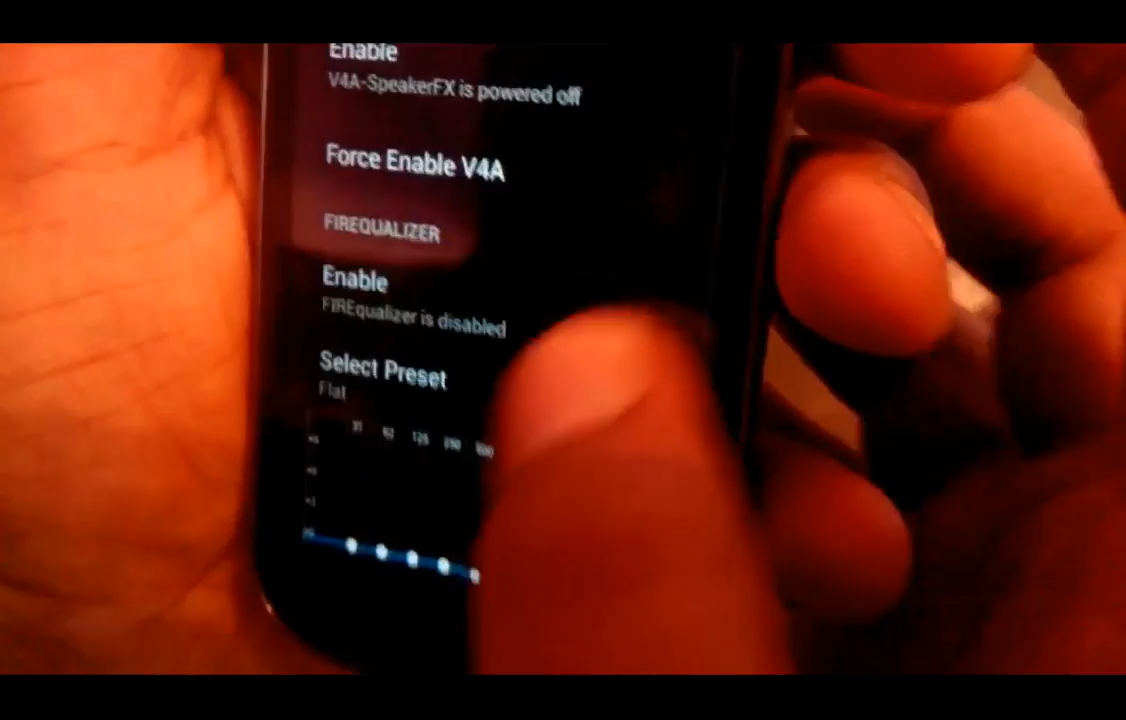 Enable
V4A-SpeakerFX is powered off
Force Enable V4A
FIREQUALIZER
Enable
FIREqualizer is disabled
Select Preset
Flat
31 62 125 250 500